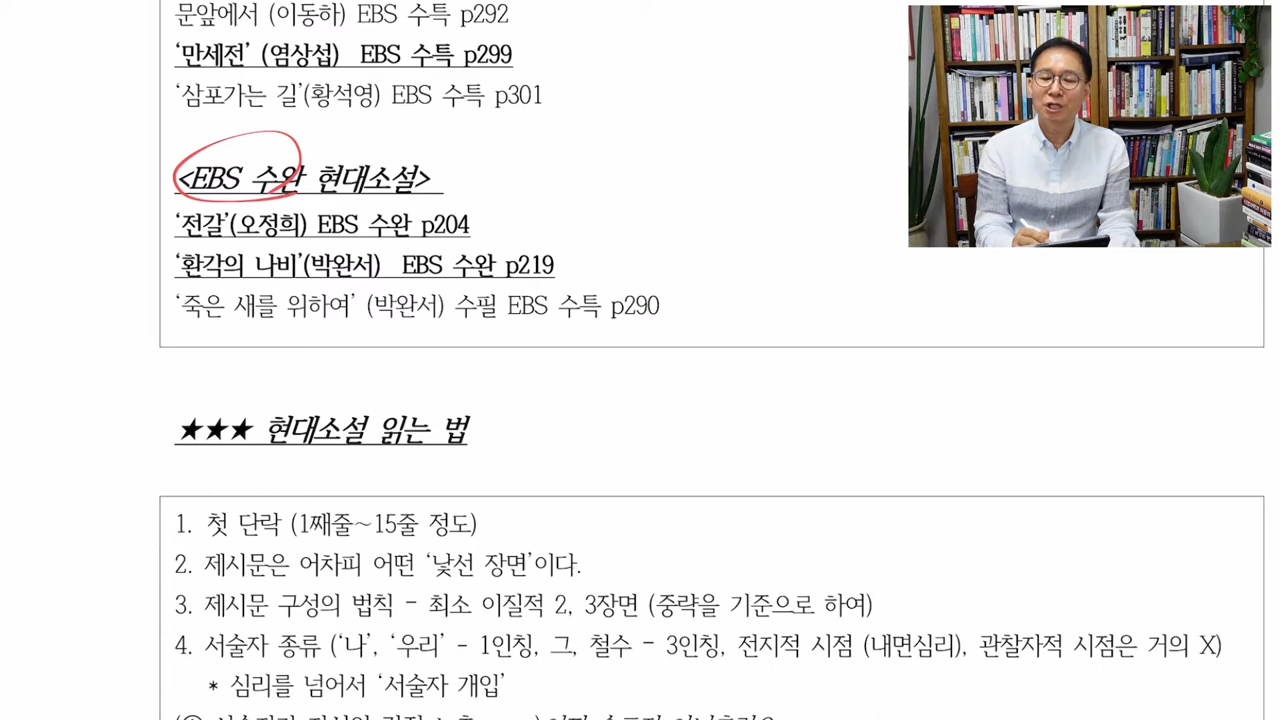 문앞에서 (이동하) EBS 수특 p292
‘만세전’ (염상섭) EBS 수특 p299
‘삼포가는 길’(황석영) EBS 수특 p301
<EBS 수완 현대소설>
‘전갈’(오정희) EBS 수완 p204
‘환각의 나비’(박완서) EBS 수완 p219
‘죽은 새를 위하여’ (박완서) 수필 EBS 수특 p290
★★★ 현대소설 읽는 법
1. 첫 단락 (1째줄~15줄 정도)
2. 제시문은 어차피 어떤 ‘낯선 장면’이다.
3. 제시문 구성의 법칙 - 최소 이질적 2, 3장면 (중략을 기준으로 하여)
4. 서술자 종류 (‘나’, ‘우리’ - 1인칭, 그, 철수 - 3인칭, 전지적 시점 (내면심리), 관찰자적 시점은 거의 X)
* 심리를 넘어서 ‘서술자 개입’